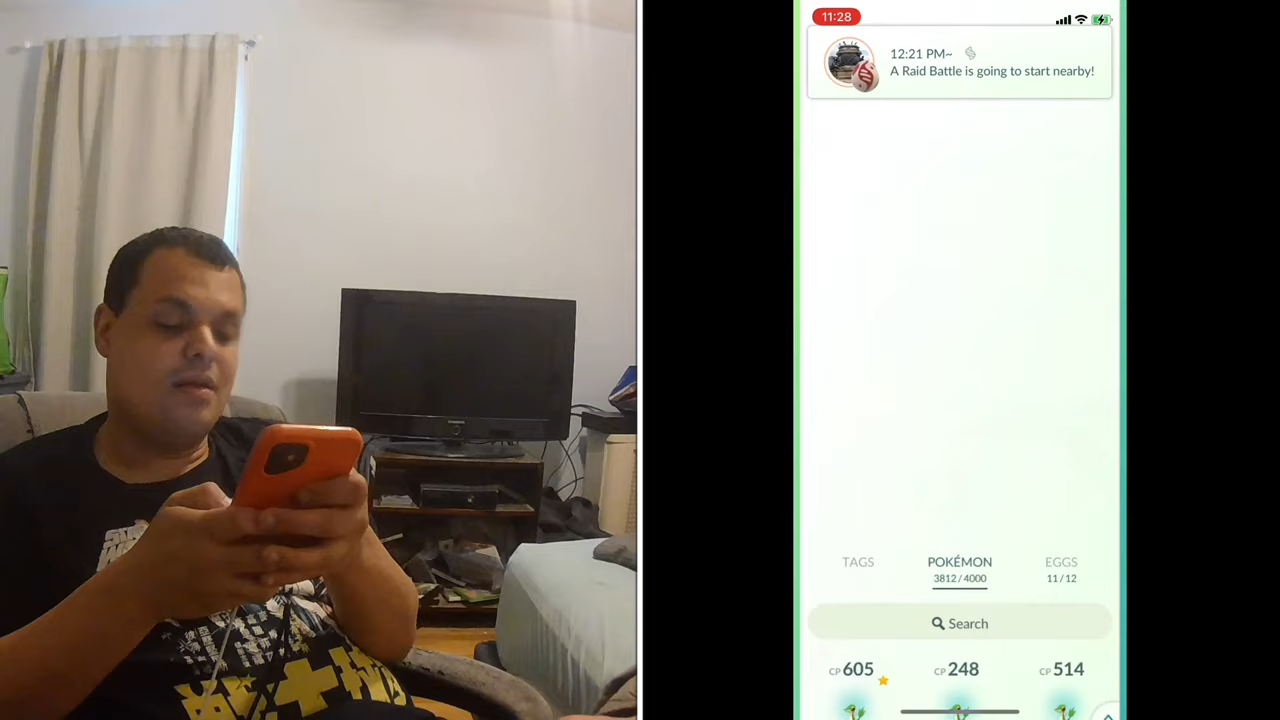 11:28
12:21 PM~
A Raid Battle is going to start nearby!
TAGS
POKÉMON
EGGS
3812 / 4000
11 / 12
Search
CP 605
CP 248
CP 514